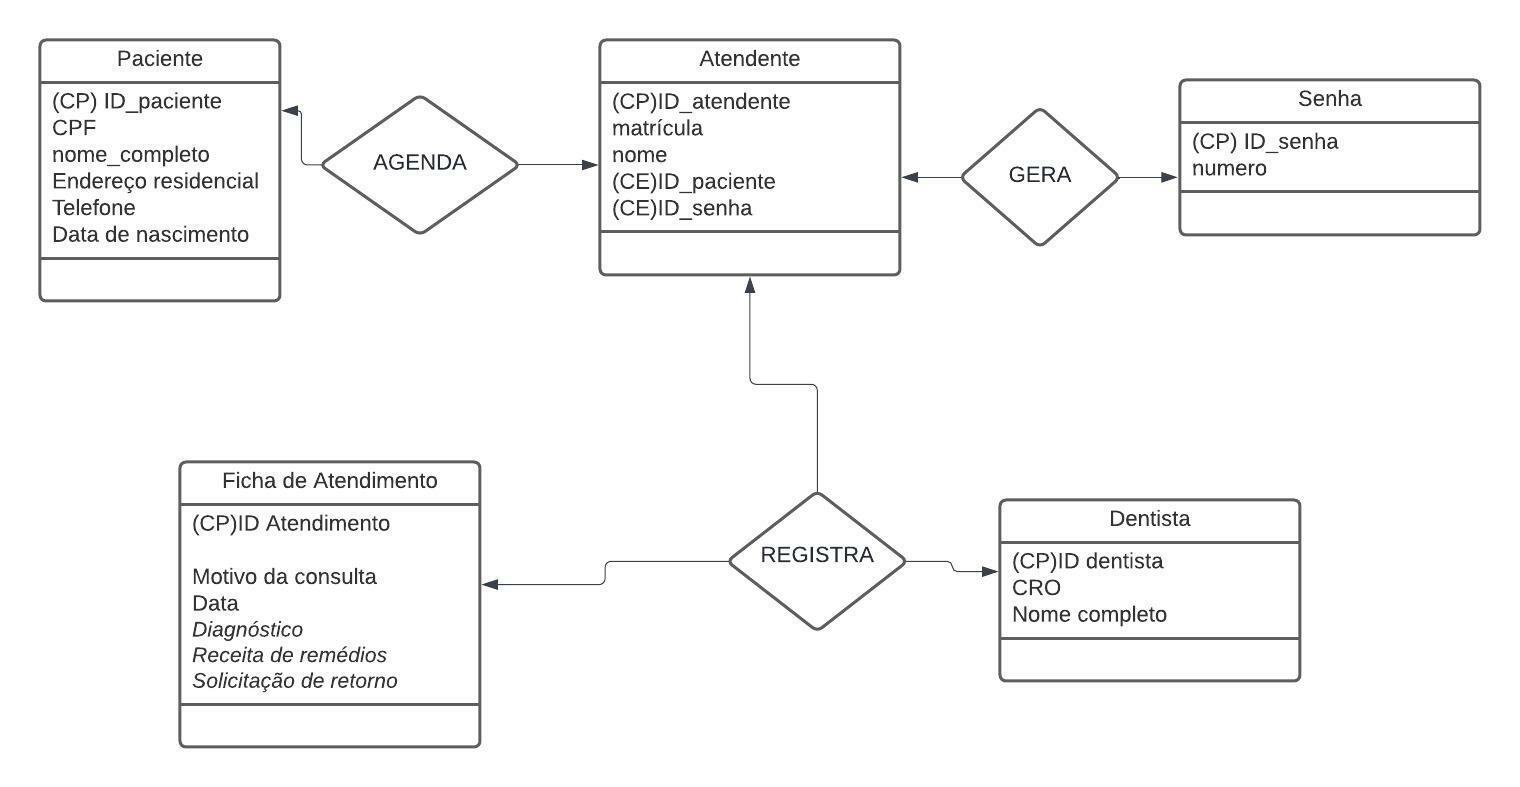 Paciente
(CP) ID_paciente
CPF
nome_completo
Endereço residencial
Telefone
Data de nascimento
AGENDA
Atendente
(CP)ID_atendente
matrícula
nome
(CE)ID_paciente
(CE)ID_senha
GERA
Senha
(CP) ID_senha
numero
Ficha de Atendimento
(CP)ID Atendimento
Motivo da consulta
Data
Diagnóstico
Receita de remédios
Solicitação de retorno
REGISTRA
Dentista
(CP)ID dentista
CRO
Nome completo